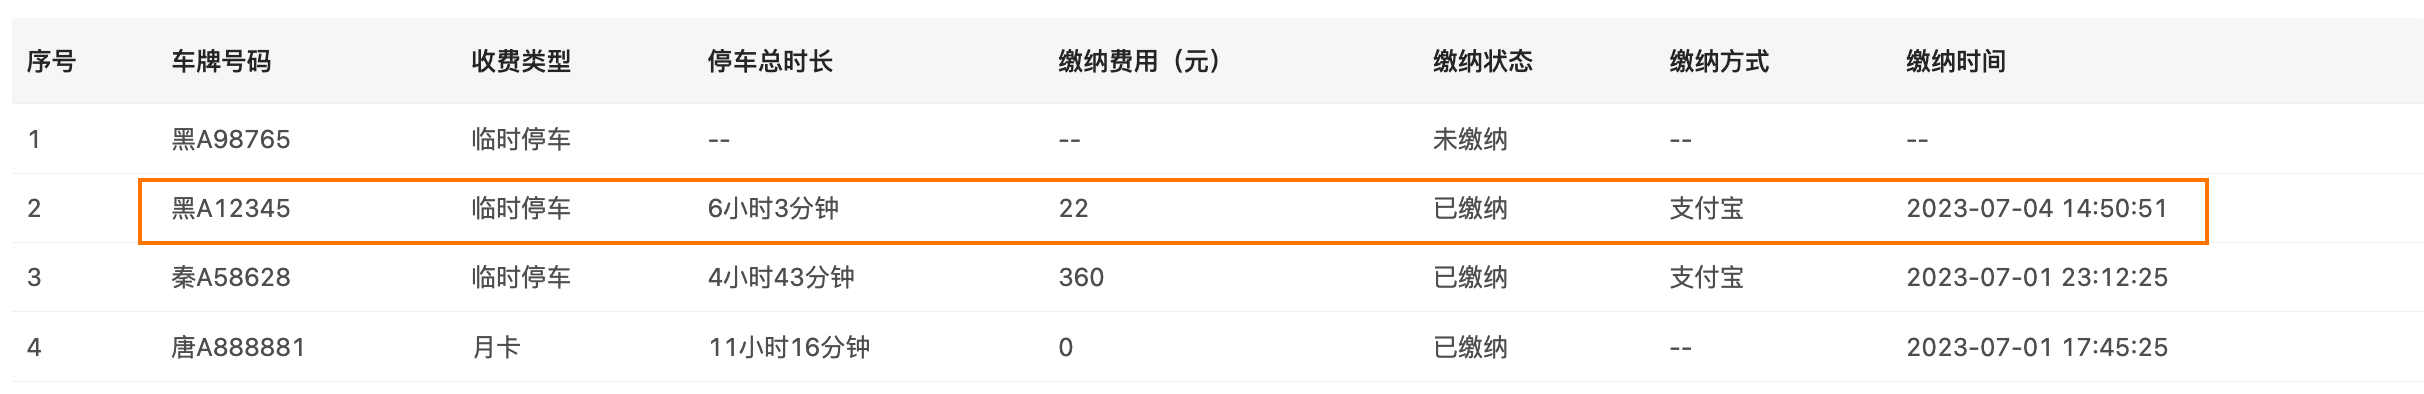 序号 车牌号码 收费类型 停车总时长 缴纳费用（元） 缴纳状态 缴纳方式 缴纳时间
1 黑A98765 临时停车 -- -- 未缴纳 -- --
2 黑A12345 临时停车 6小时3分钟 22 已缴纳 支付宝 2023-07-04 14:50:51
3 秦A58628 临时停车 4小时43分钟 360 已缴纳 支付宝 2023-07-01 23:12:25
4 唐A888881 月卡 11小时16分钟 0 已缴纳 -- 2023-07-01 17:45:25